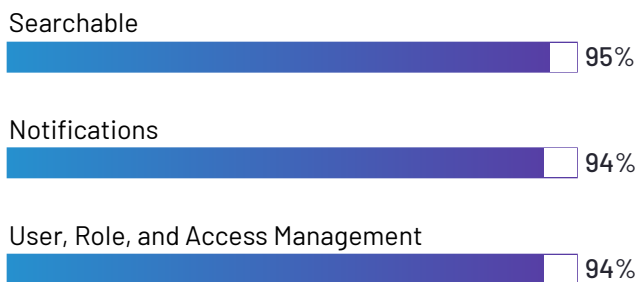 Searchable
95%
Notifications
94%
User, Role, and Access Management
94%